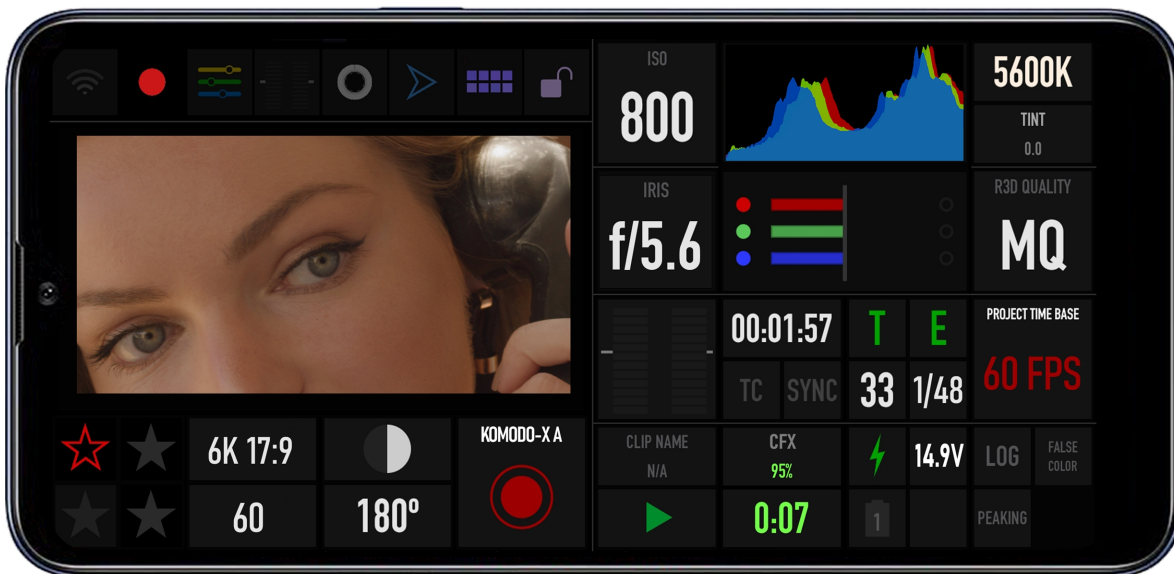 ISO
800
5600K
TINT
0.0
IRIS
f/5.6
R3D QUALITY
MQ
00:01:57
T
E
PROJECT TIME BASE
60 FPS
TC
SYNC
33
1/48
6K 17:9
KOMODO-X A
60
180º
CLIP NAME
N/A
CFX
95%
14.9V
LOG
FALSE
COLOR
0:07
1
PEAKING